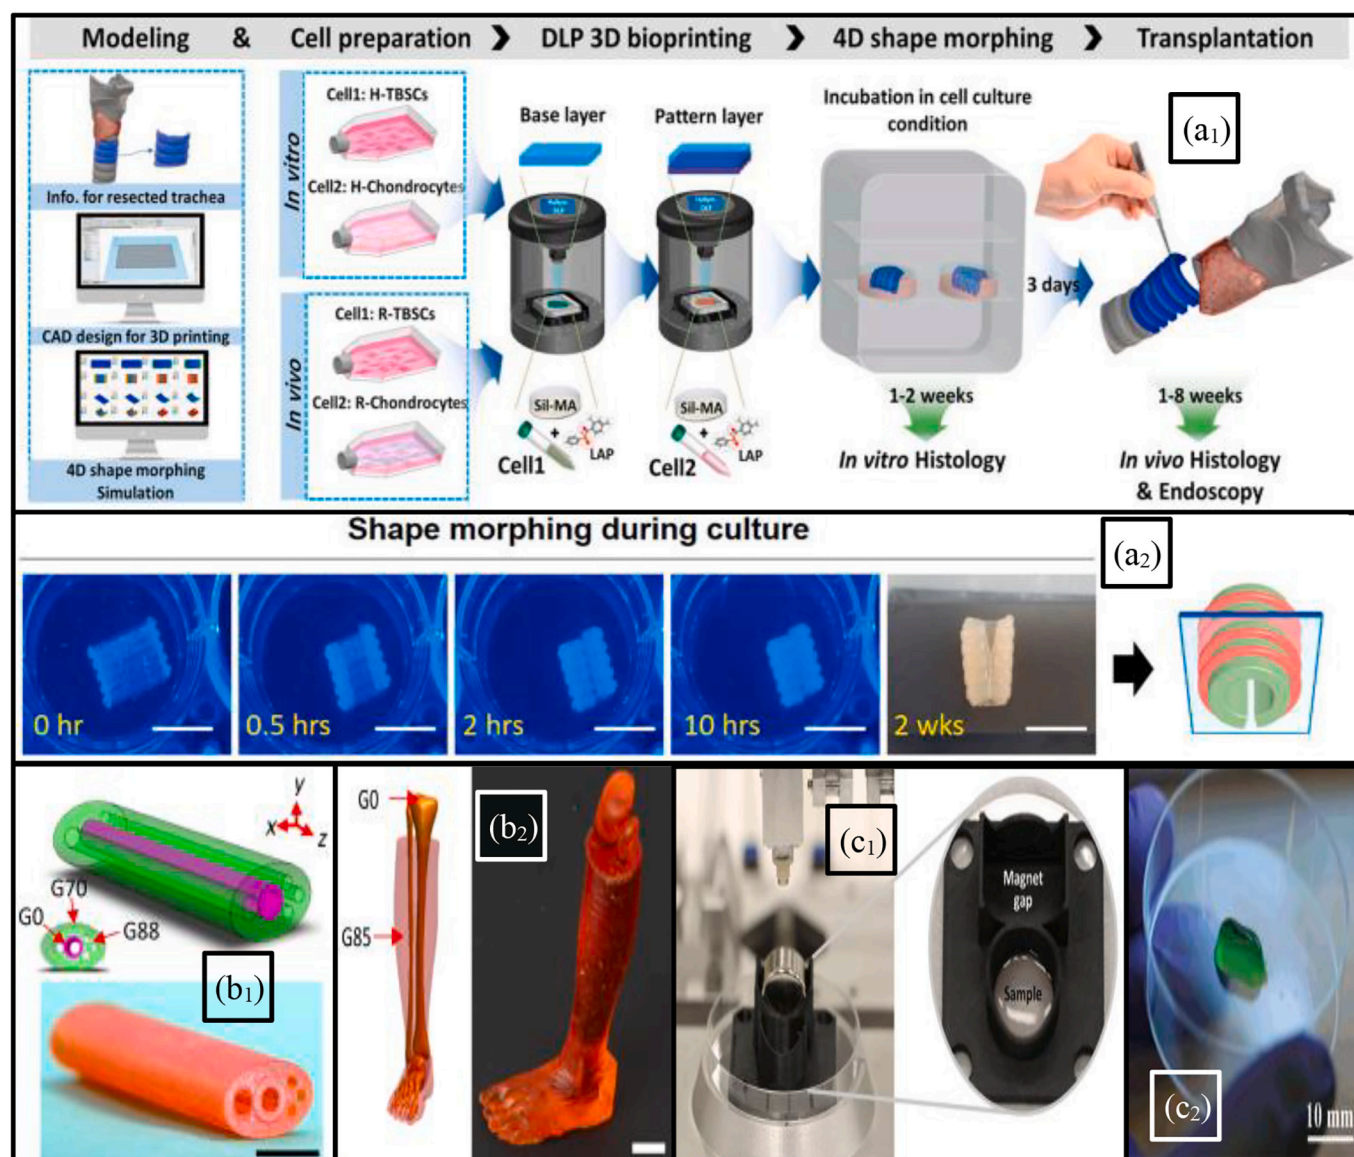 Modeling & Cell preparation > DLP 3D bioprinting > 4D shape morphing > Transplantation
Info. for resected trachea
CAD design for 3D printing
4D shape morphing
Simulation
In vitro
Cell1: H-TBSCs
Cell2: H-Chondrocytes
In vivo
Cell1: R-TBSCs
Cell2: R-Chondrocytes
Base layer
Pattern layer
Sil-MA
+
LAP
Cell1
Sil-MA
+
LAP
Cell2
Incubation in cell culture
condition
3 days
1-2 weeks
In vitro Histology
(a1)
1-8 weeks
In vivo Histology
& Endoscopy
Shape morphing during culture
(a2)
0 hr
0.5 hrs
2 hrs
10 hrs
2 wks
y
x
z
G70
G0
G88
(b1)
G0
G85
(b2)
(c1)
Magnet
gap
Sample
(c2)
10 mm